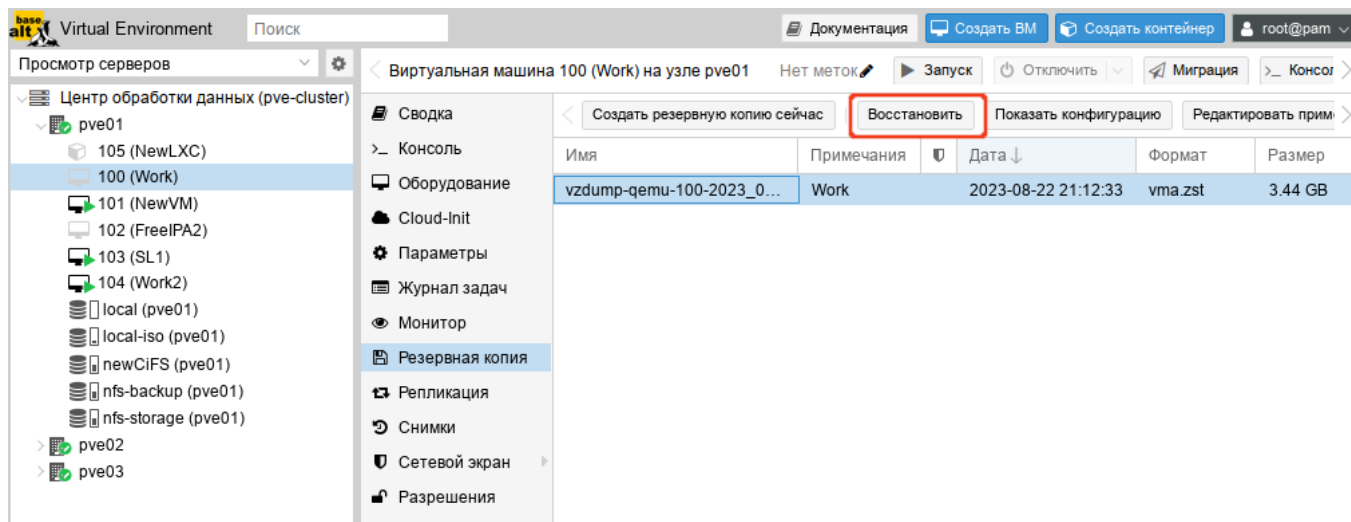 base
alt Virtual Environment Поиск Документация Создать ВМ Создать контейнер root@pam
Просмотр серверов
Центр обработки данных (pve-cluster)
pve01
105 (NewLXC)
100 (Work)
101 (NewVM)
102 (FreeIPA2)
103 (SL1)
104 (Work2)
local (pve01)
local-iso (pve01)
newCiFS (pve01)
nfs-backup (pve01)
nfs-storage (pve01)
pve02
pve03
Виртуальная машина 100 (Work) на узле pve01 Нет меток Запуск Отключить Миграция >_ Консол
Сводка
>_ Консоль
Оборудование
Cloud-Init
Параметры
Журнал задач
Монитор
Резервная копия
Репликация
Снимки
Сетевой экран
Разрешения
Создать резервную копию сейчас Восстановить Показать конфигурацию Редактировать прим
Имя Примечания Дата Формат Размер
vzdump-qemu-100-2023_0... Work 2023-08-22 21:12:33 vma.zst 3.44 GB